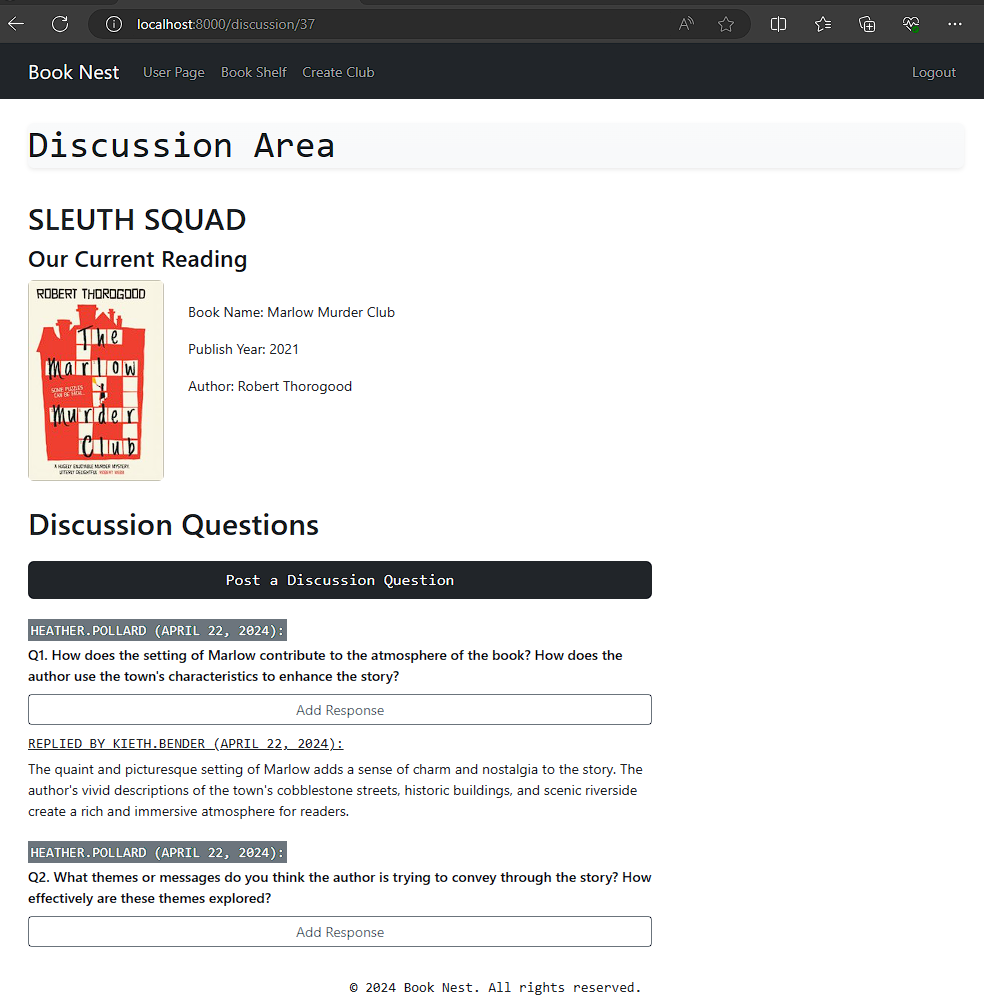 localhost:8000/discussion/37
Book Nest User Page Book Shelf Create Club Logout
Discussion Area
SLEUTH SQUAD
Our Current Reading
ROBERT THOROGOOD
The
Marlow
SOME PUZZLES
CAN BE FATAL...
Murder
Club
A HUGELY ENJOYABLE MURDER MYSTERY.
UTTERLY DELIGHTFUL ROBERT WEBB
Book Name: Marlow Murder Club
Publish Year: 2021
Author: Robert Thorogood
Discussion Questions
Post a Discussion Question
HEATHER.POLLARD (APRIL 22, 2024):
Q1. How does the setting of Marlow contribute to the atmosphere of the book? How does the
author use the town's characteristics to enhance the story?
Add Response
REPLIED BY KIETH.BENDER (APRIL 22, 2024):
The quaint and picturesque setting of Marlow adds a sense of charm and nostalgia to the story. The
author's vivid descriptions of the town's cobblestone streets, historic buildings, and scenic riverside
create a rich and immersive atmosphere for readers.
HEATHER.POLLARD (APRIL 22, 2024):
Q2. What themes or messages do you think the author is trying to convey through the story? How
effectively are these themes explored?
Add Response
© 2024 Book Nest. All rights reserved.